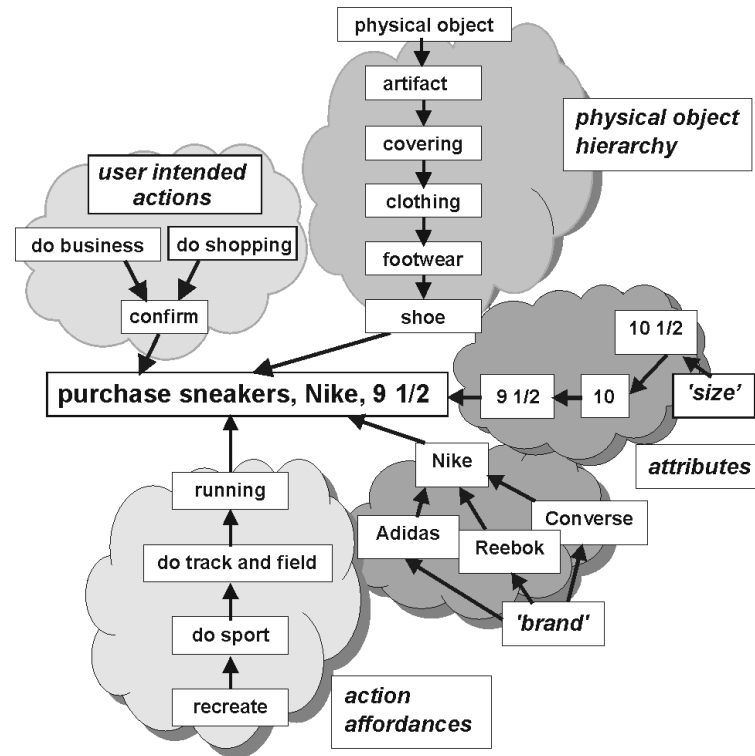 physical object
artifact
covering
clothing
footwear
shoe
physical object
hierarchy
user intended
actions
do business
do shopping
confirm
purchase sneakers, Nike, 9 1/2
9 1/2
10
10 1/2
'size'
attributes
Nike
Adidas
Reebok
Converse
'brand'
running
do track and field
do sport
recreate
action
affordances